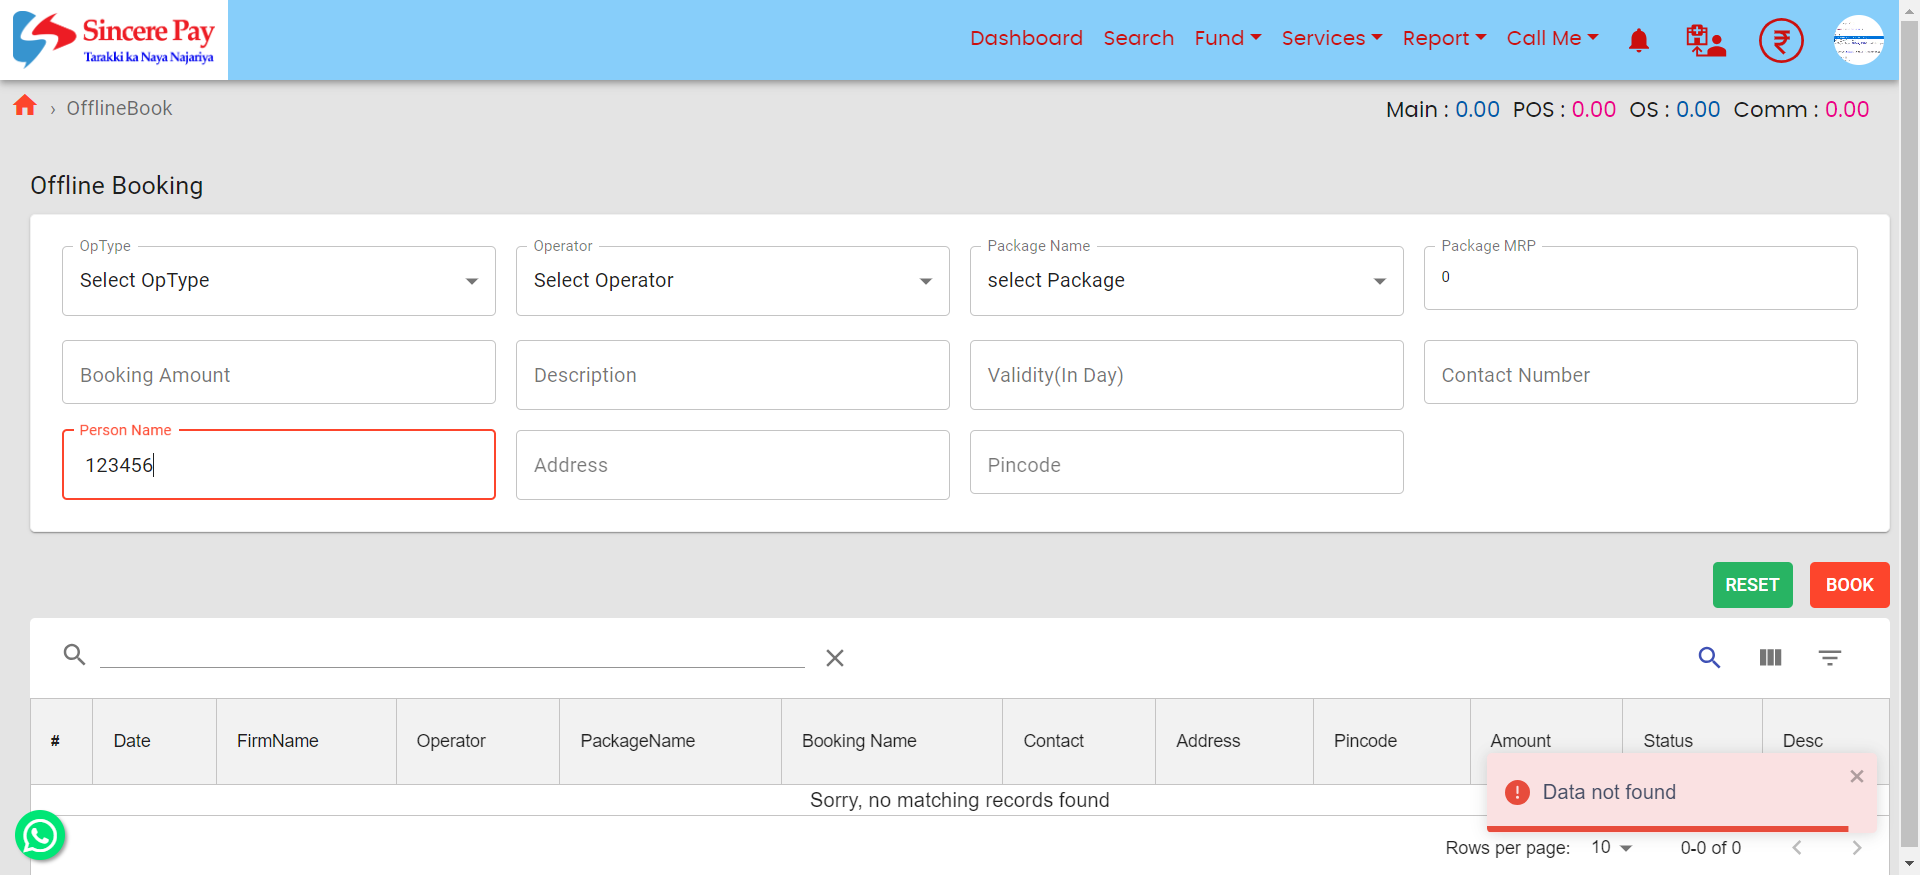 Sincere Pay
Tarakki ka Naya Najariya
Dashboard Search Fund Services Report Call Me
› OfflineBook
Main : 0.00 POS : 0.00 OS : 0.00 Comm : 0.00
Offline Booking
OpType Operator Package Name Package MRP
Select OpType Select Operator select Package 0
Booking Amount Description Validity(In Day) Contact Number
Person Name
123456 Address Pincode
RESET BOOK
# Date FirmName Operator PackageName Booking Name Contact Address Pincode Amount Status Desc
Sorry, no matching records found
Data not found
Rows per page: 10 0-0 of 0